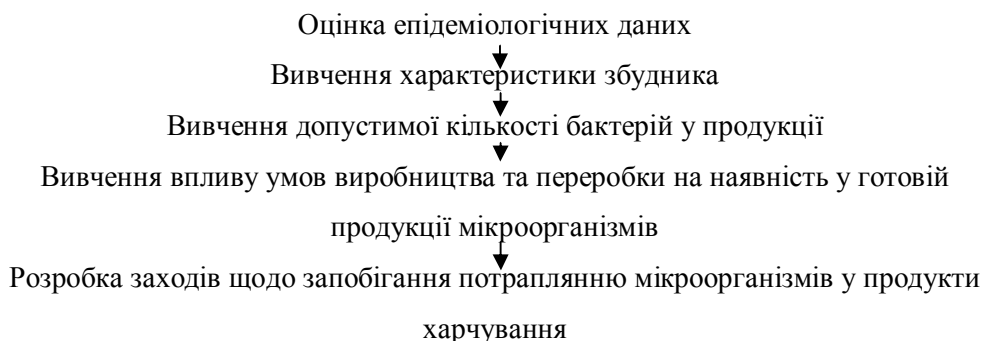 Оцінка епідеміологічних даних
Вивчення характеристики збудника
Вивчення допустимої кількості бактерій у продукції
Вивчення впливу умов виробництва та переробки на наявність у готовій
продукції мікроорганізмів
Розробка заходів щодо запобігання потраплянню мікроорганізмів у продукти
харчування